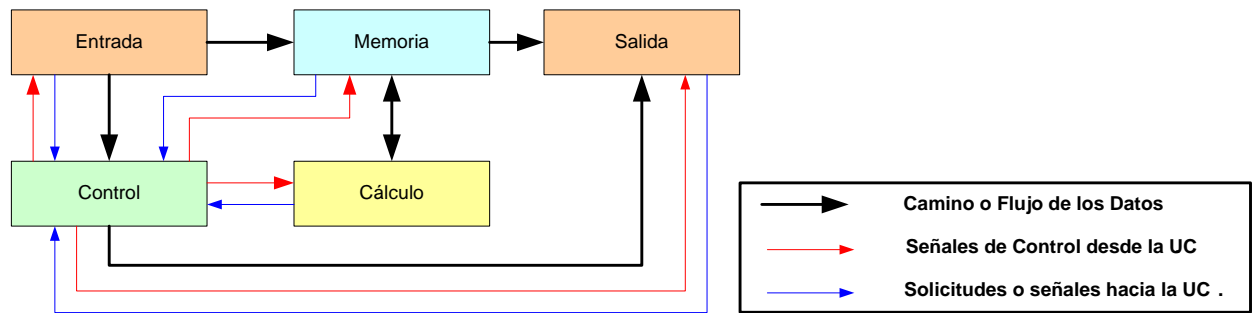 Entrada
Memoria
Salida
Control
Cálculo
Camino o Flujo de los Datos
Señales de Control desde la UC
Solicitudes o señales hacia la UC .